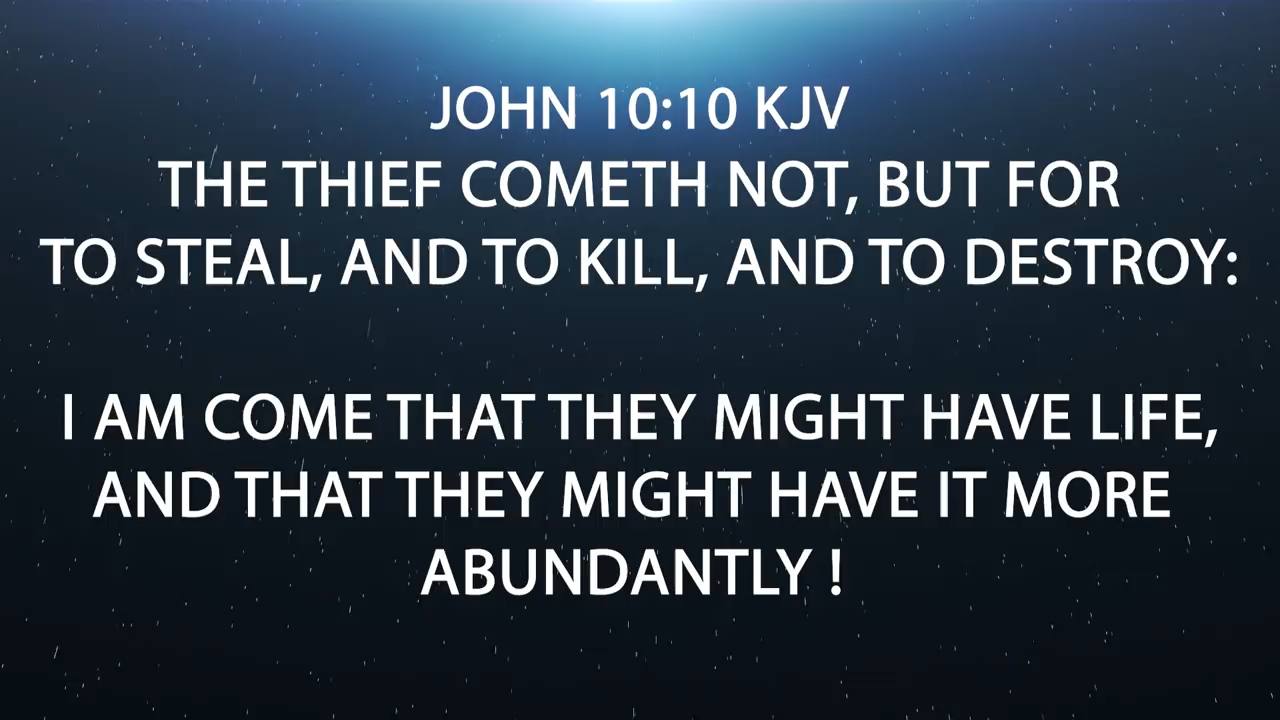 JOHN 10:10 KJV
THE THIEF COMETH NOT, BUT FOR
TO STEAL, AND TO KILL, AND TO DESTROY:
I AM COME THAT THEY MIGHT HAVE LIFE,
AND THAT THEY MIGHT HAVE IT MORE
ABUNDANTLY !